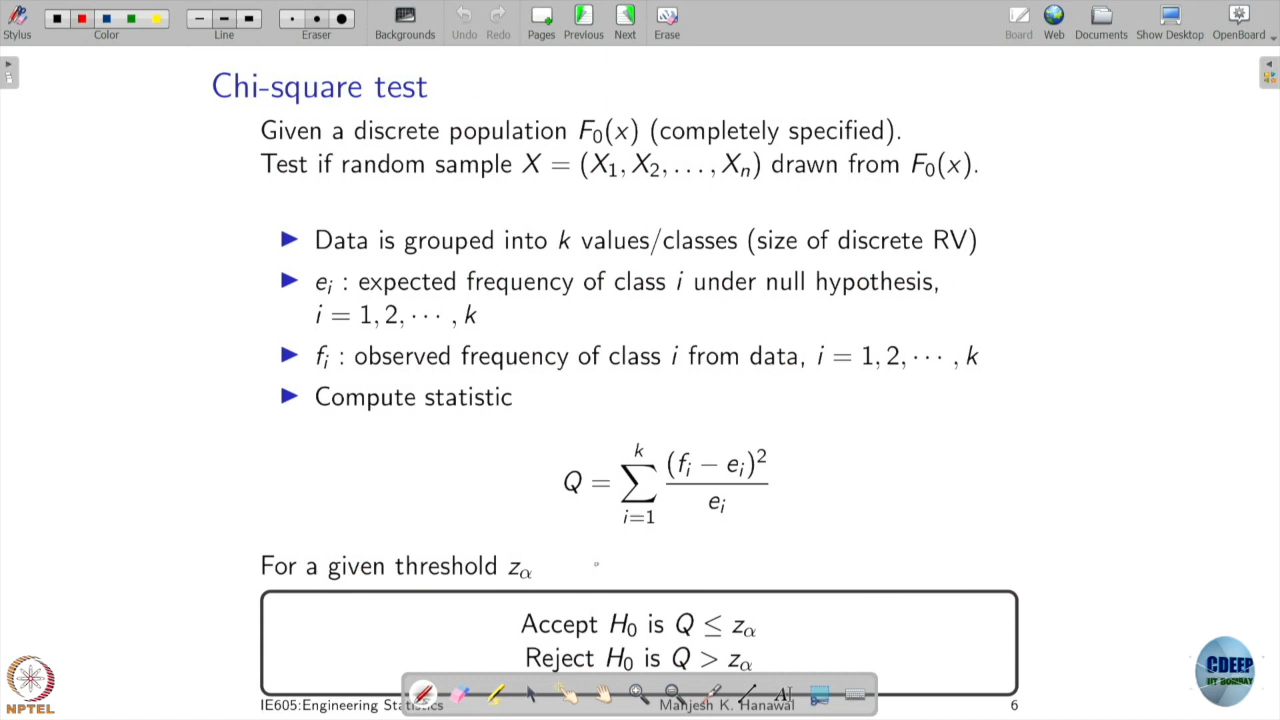 Stylus
Color
Line
Eraser
Backgrounds
Undo
Redo
Pages
Previous
Next
Erase
Board
Web
Documents
Show Desktop
OpenBoard
Chi-square test
Given a discrete population F₀(x) (completely specified).
Test if random sample X = (X₁, X₂, . . . , Xₙ) drawn from F₀(x).
▶ Data is grouped into k values/classes (size of discrete RV)
▶ eᵢ : expected frequency of class i under null hypothesis,
i = 1, 2, ⋯ , k
▶ fᵢ : observed frequency of class i from data, i = 1, 2, ⋯ , k
▶ Compute statistic
Q = ∑_{i=1}^{k} (fᵢ − eᵢ)² / eᵢ
For a given threshold z_α
Accept H₀ is Q ≤ z_α
Reject H₀ is Q > z_α
IE605:Engineering Statistics
Manjesh K. Hanawal
6
NPTEL
CDEEP
IIT BOMBAY